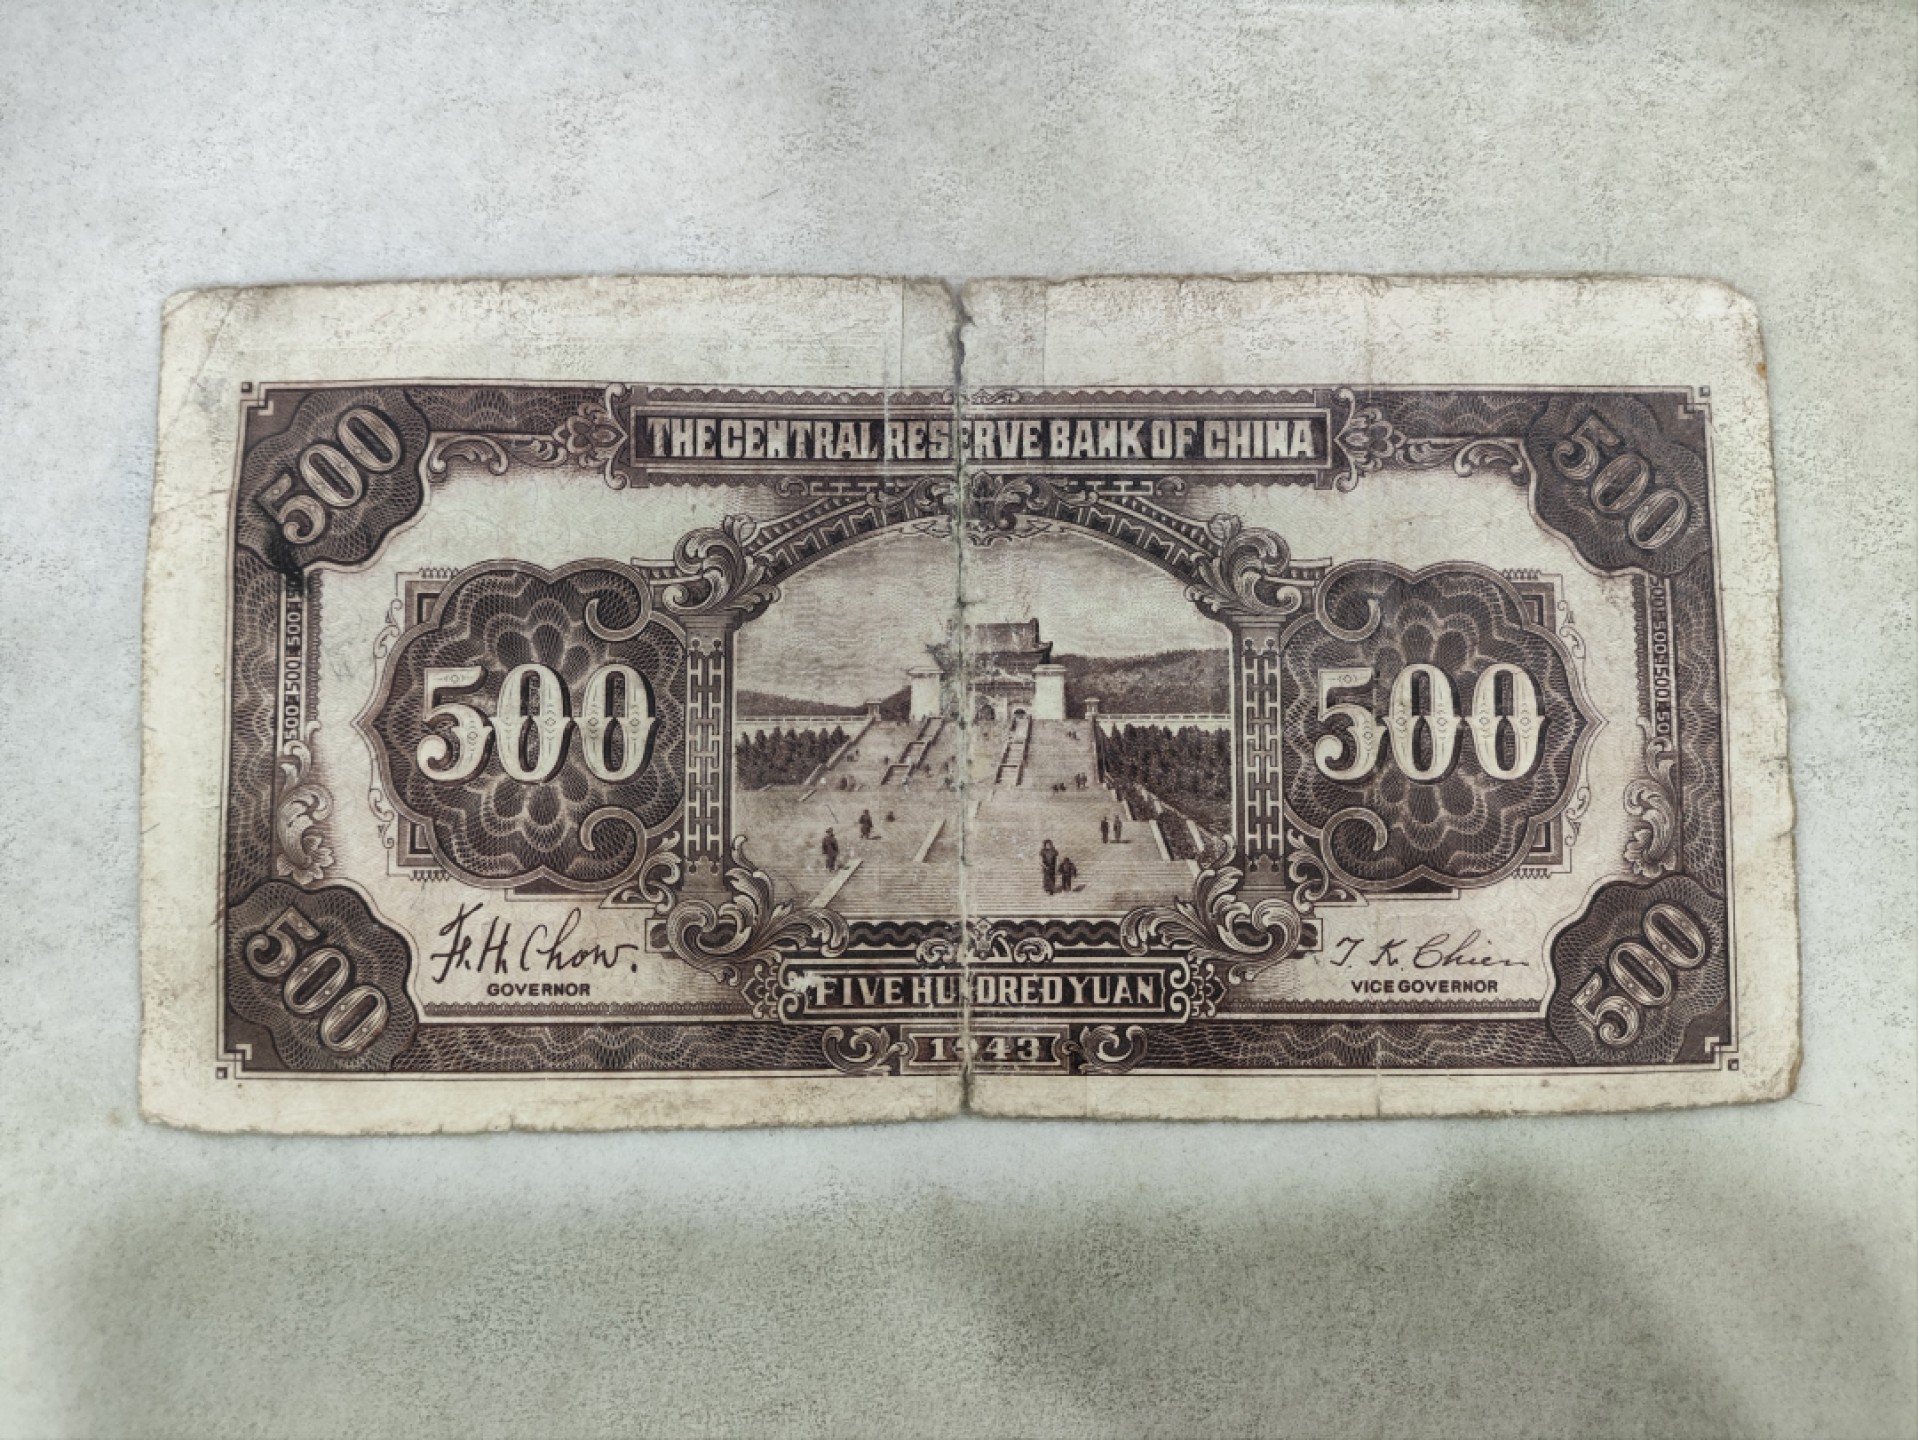 THE CENTRAL RESERVE BANK OF CHINA
500
500
500
500
F. H. Chow.
GOVERNOR
T. K. Chien
VICE GOVERNOR
500
500
FIVE HUNDRED YUAN
1943